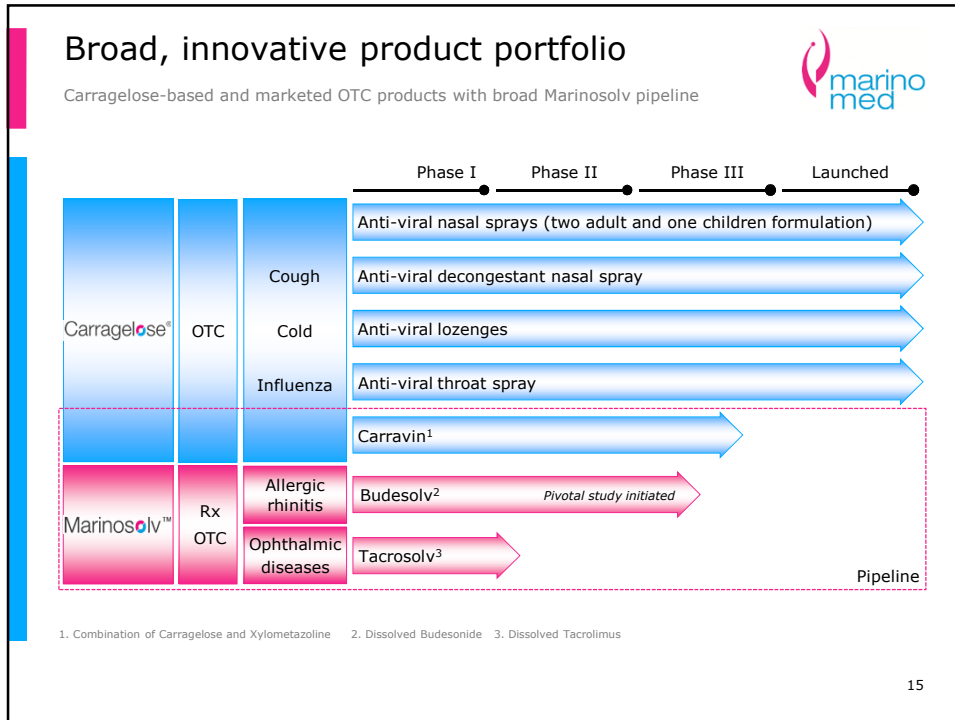 Broad, innovative product portfolio
Carragelose-based and marketed OTC products with broad Marinosolv pipeline
marino
med
Phase I
Phase II
Phase III
Launched
Carragelose®
OTC
Cough
Cold
Influenza
Anti-viral nasal sprays (two adult and one children formulation)
Anti-viral decongestant nasal spray
Anti-viral lozenges
Anti-viral throat spray
Carravin¹
Marinosolv™
Rx
OTC
Allergic
rhinitis
Budesolv²
Pivotal study initiated
Ophthalmic
diseases
Tacrosolv³
Pipeline
1. Combination of Carragelose and Xylometazoline 2. Dissolved Budesonide 3. Dissolved Tacrolimus
15